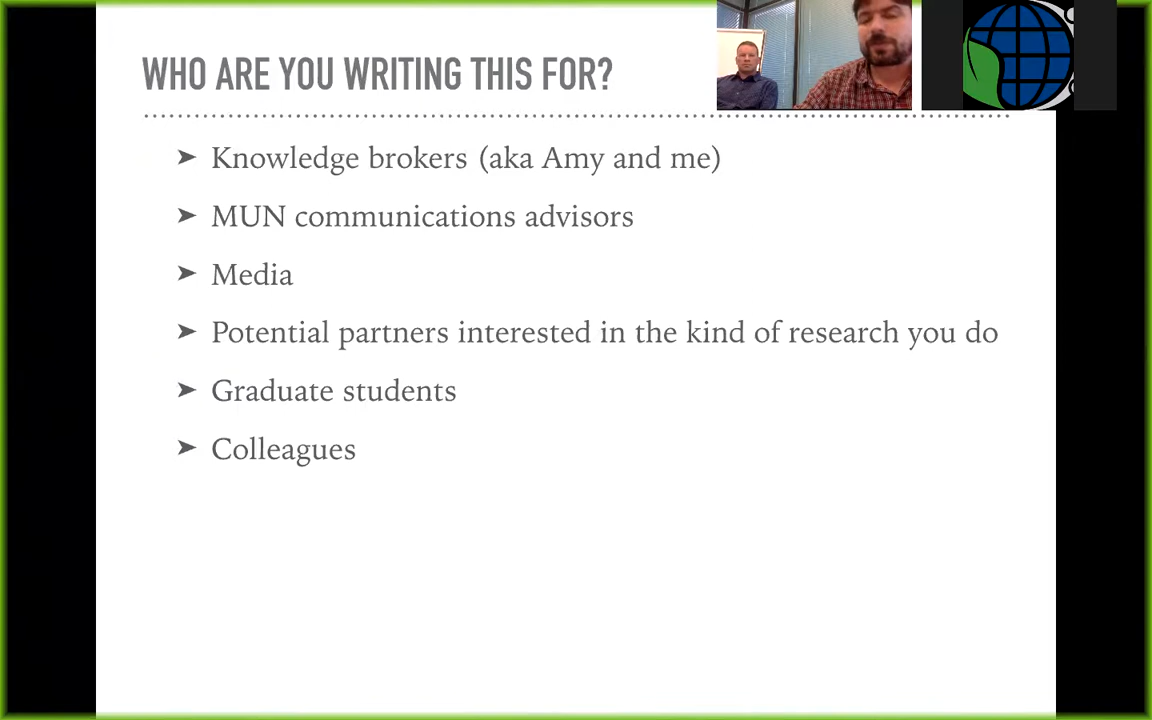 WHO ARE YOU WRITING THIS FOR?
Knowledge brokers (aka Amy and me)
MUN communications advisors
Media
Potential partners interested in the kind of research you do
Graduate students
Colleagues